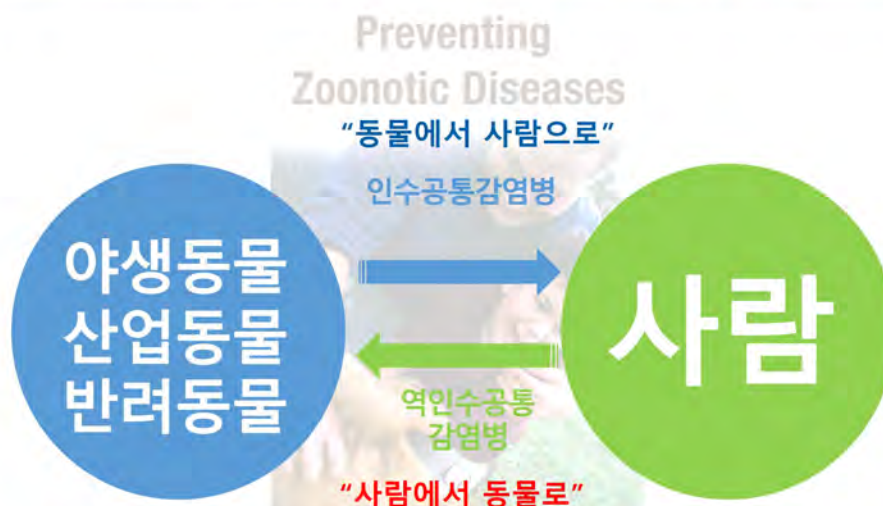 Preventing
Zoonotic Diseases
“동물에서 사람으로”
인수공통감염병
야생동물
산업동물
반려동물
사람
역인수공통
감염병
“사람에서 동물로”